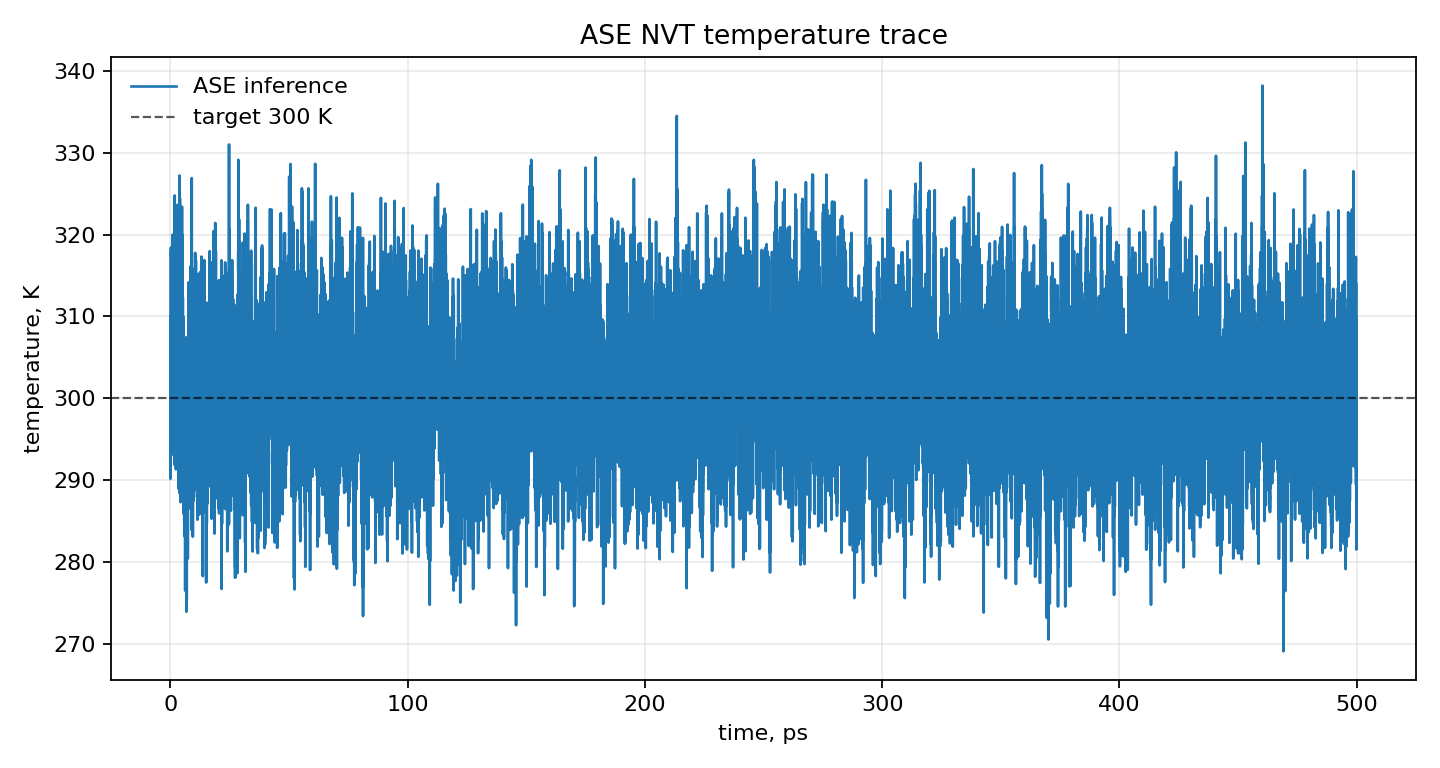 ASE NVT temperature trace
ASE inference
target 300 K
temperature, K
340
330
320
310
300
290
280
270
0
100
200
300
400
500
time, ps